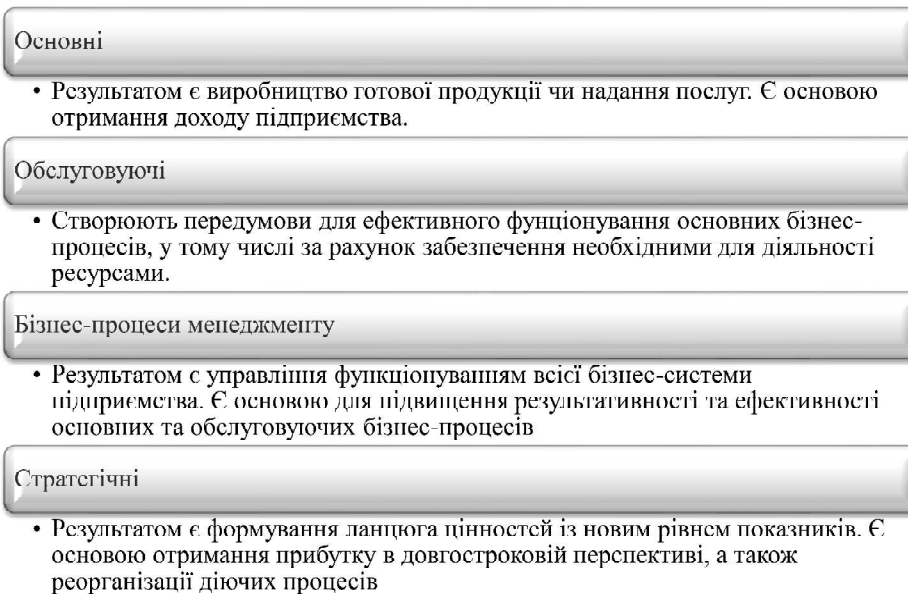 Основні
• Результатом є виробництво готової продукції чи надання послуг. Є основою
отримання доходу підприємства.
Обслуговуючі
• Створюють передумови для ефективного фунціонування основних бізнес-
процесів, у тому числі за рахунок забезпечення необхідними для діяльності
ресурсами.
Бізнес-процеси менеджменту
• Результатом є управління функціонуванням всієї бізнес-системи
підприємства. Є основою для підвищення результативності та ефективності
основних та обслуговуючих бізнес-процесів
Стратегічні
• Результатом є формування ланцюга цінностей із новим рівнем показників. Є
основою отримання прибутку в довгостроковій перспективі, а також
реорганізації діючих процесів